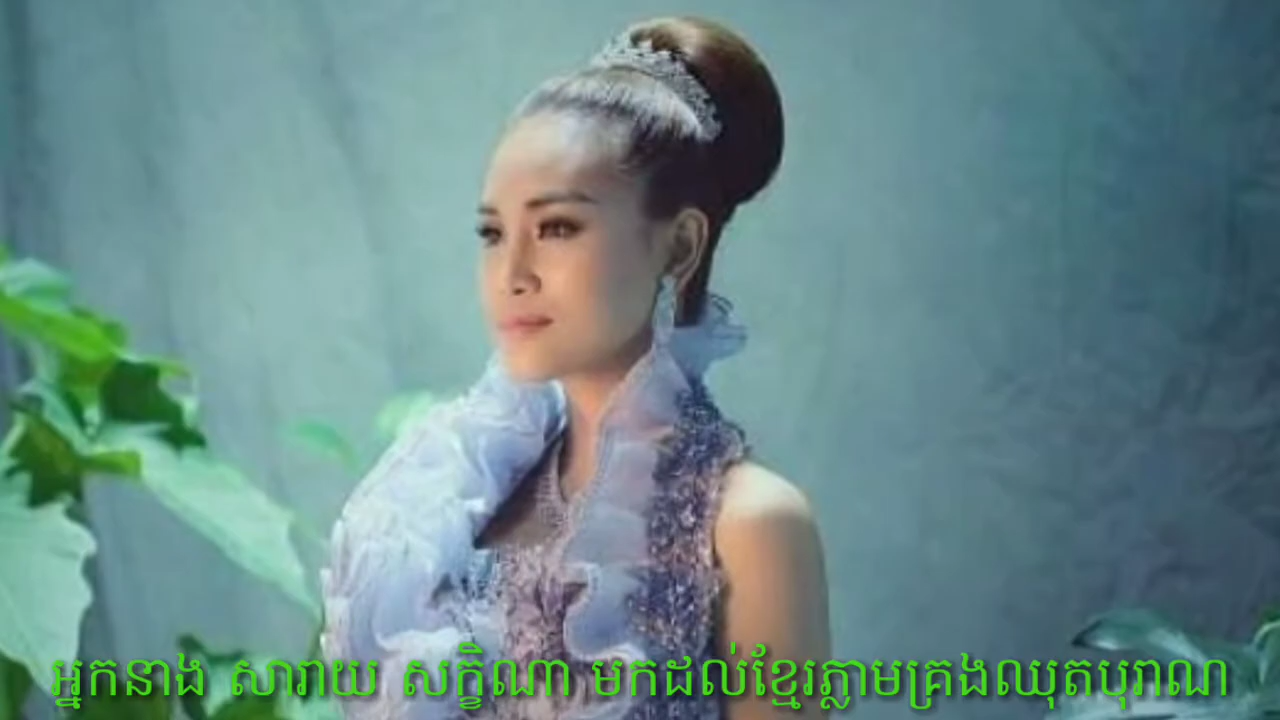 អ្នកនាង សារាយ សក្ខិណា មកដល់ខ្មែរភ្លាមគ្រងឈុតបុរាណ